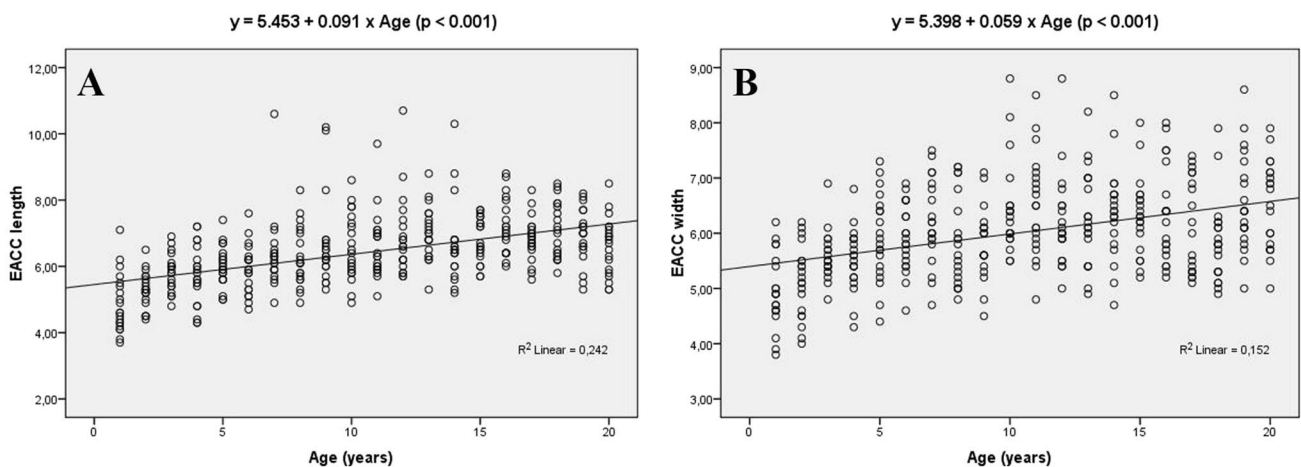 y = 5.453 + 0.091 x Age (p < 0.001)
A
12,00
10,00
8,00
6,00
4,00
2,00
EACC length
R² Linear = 0,242
0 5 10 15 20
Age (years)
y = 5.398 + 0.059 x Age (p < 0.001)
B
9,00
8,00
7,00
6,00
5,00
4,00
3,00
EACC width
R² Linear = 0,152
0 5 10 15 20
Age (years)